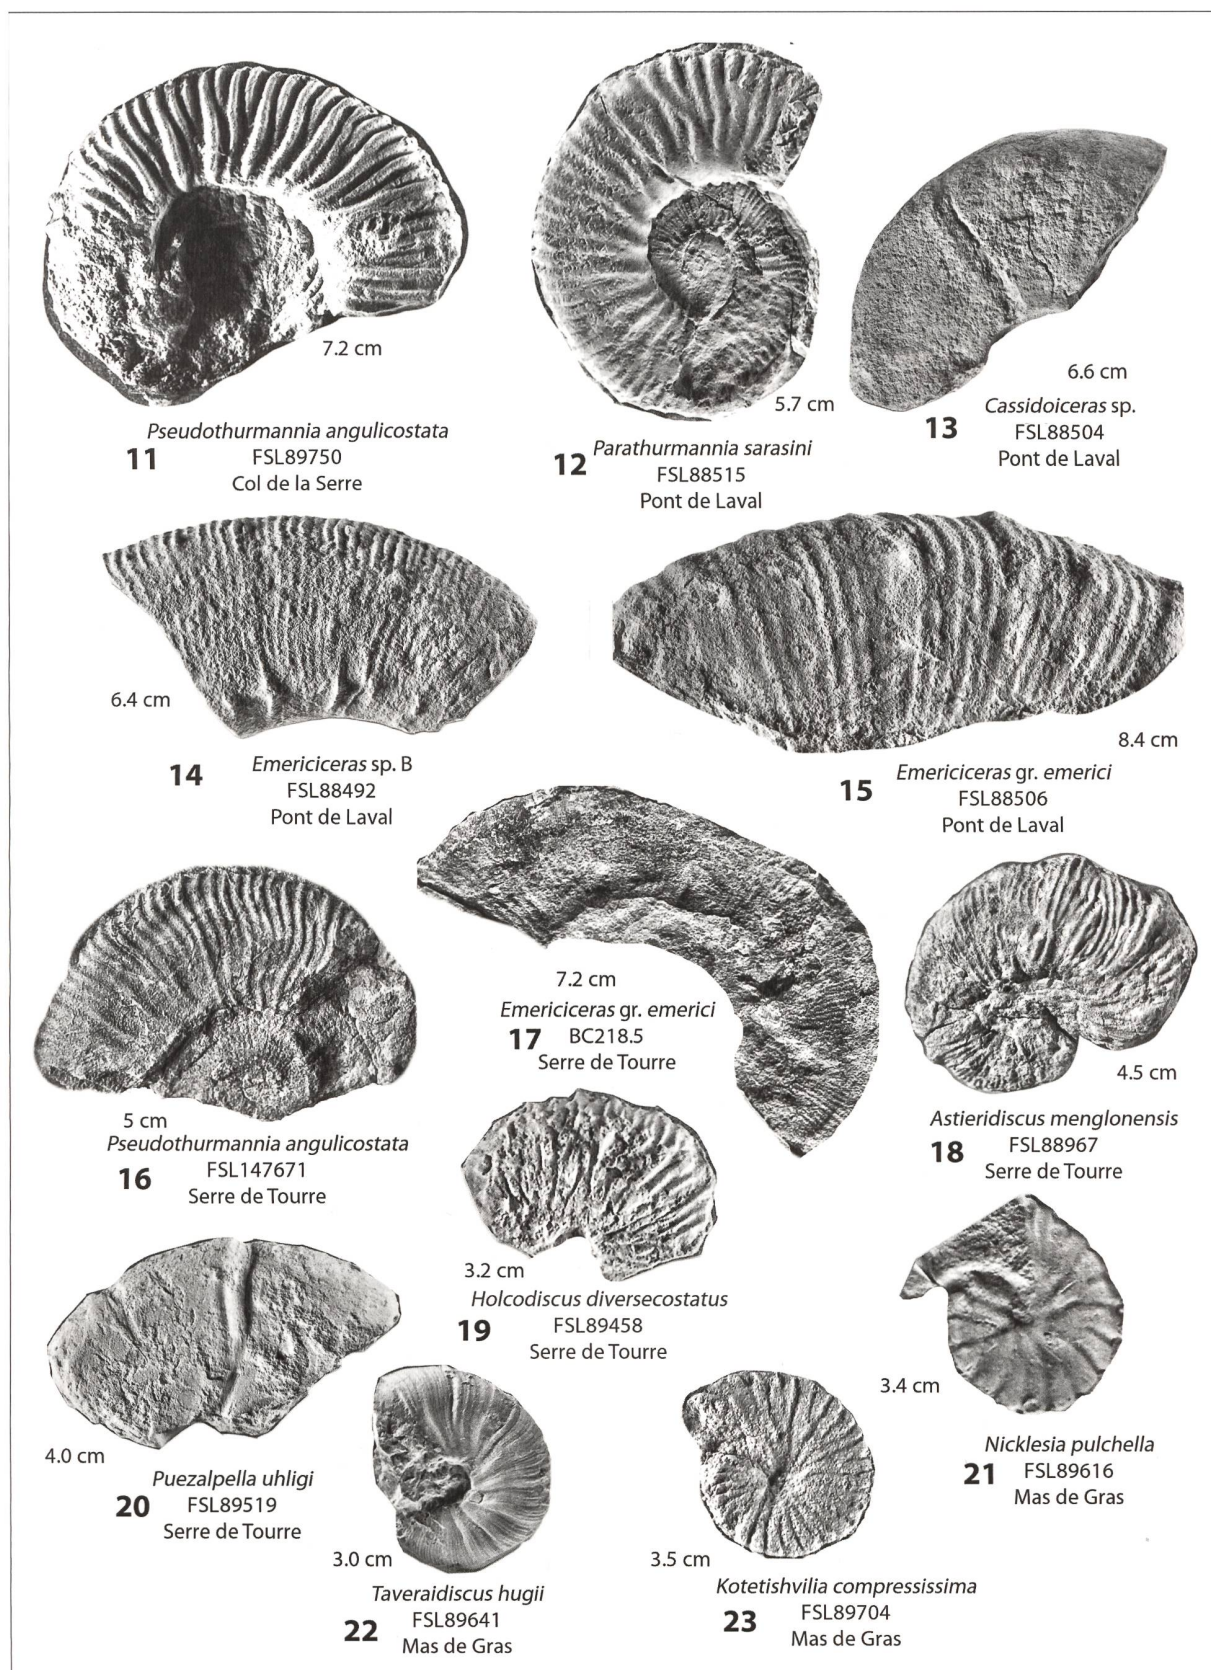 7.2 cm
Pseudothurmannia angulicostata
11
FSL89750
Col de la Serre
5.7 cm
Parathurmannia sarasini
12
FSL88515
Pont de Laval
6.6 cm
Cassidoiceras sp.
13
FSL88504
Pont de Laval
6.4 cm
Emericiceras sp. B
14
FSL88492
Pont de Laval
8.4 cm
Emericiceras gr. emerici
15
FSL88506
Pont de Laval
5 cm
Pseudothurmannia angulicostata
16
FSL147671
Serre de Tourre
7.2 cm
Emericiceras gr. emerici
17
BC218.5
Serre de Tourre
4.5 cm
Astieridiscus menglonensis
18
FSL88967
Serre de Tourre
3.2 cm
Holcodiscus diversecostatus
19
FSL89458
Serre de Tourre
4.0 cm
Puezalpella uhligi
20
FSL89519
Serre de Tourre
3.4 cm
Nicklesia pulchella
21
FSL89616
Mas de Gras
3.0 cm
Taveraidiscus hugii
22
FSL89641
Mas de Gras
3.5 cm
Kotetishvilia compressissima
23
FSL89704
Mas de Gras